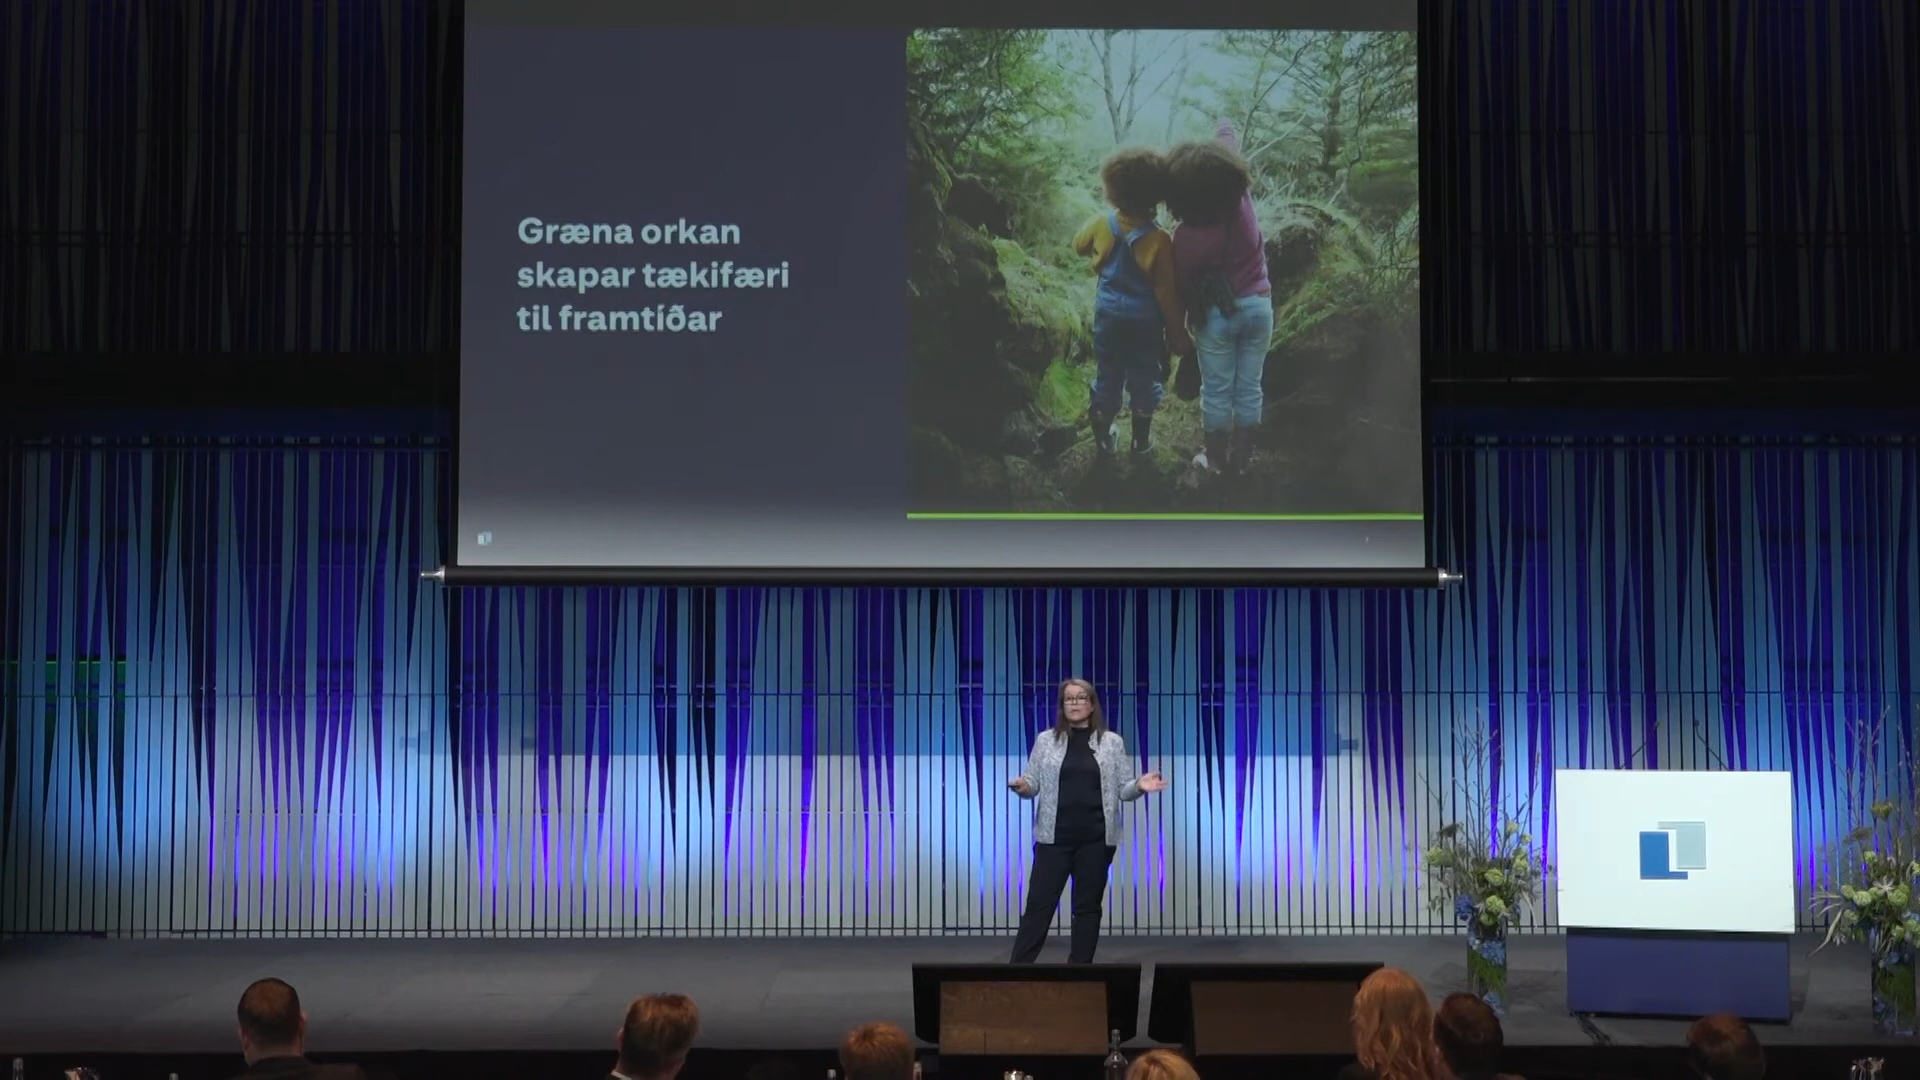 Græna orkan
skapar tækifæri
til framtíðar